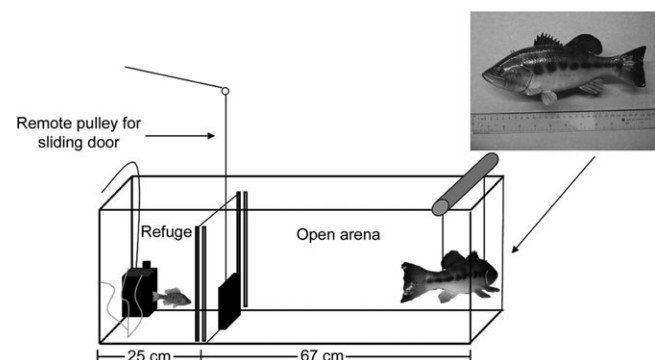 Remote pulley for
sliding door
Refuge
Open arena
25 cm
67 cm